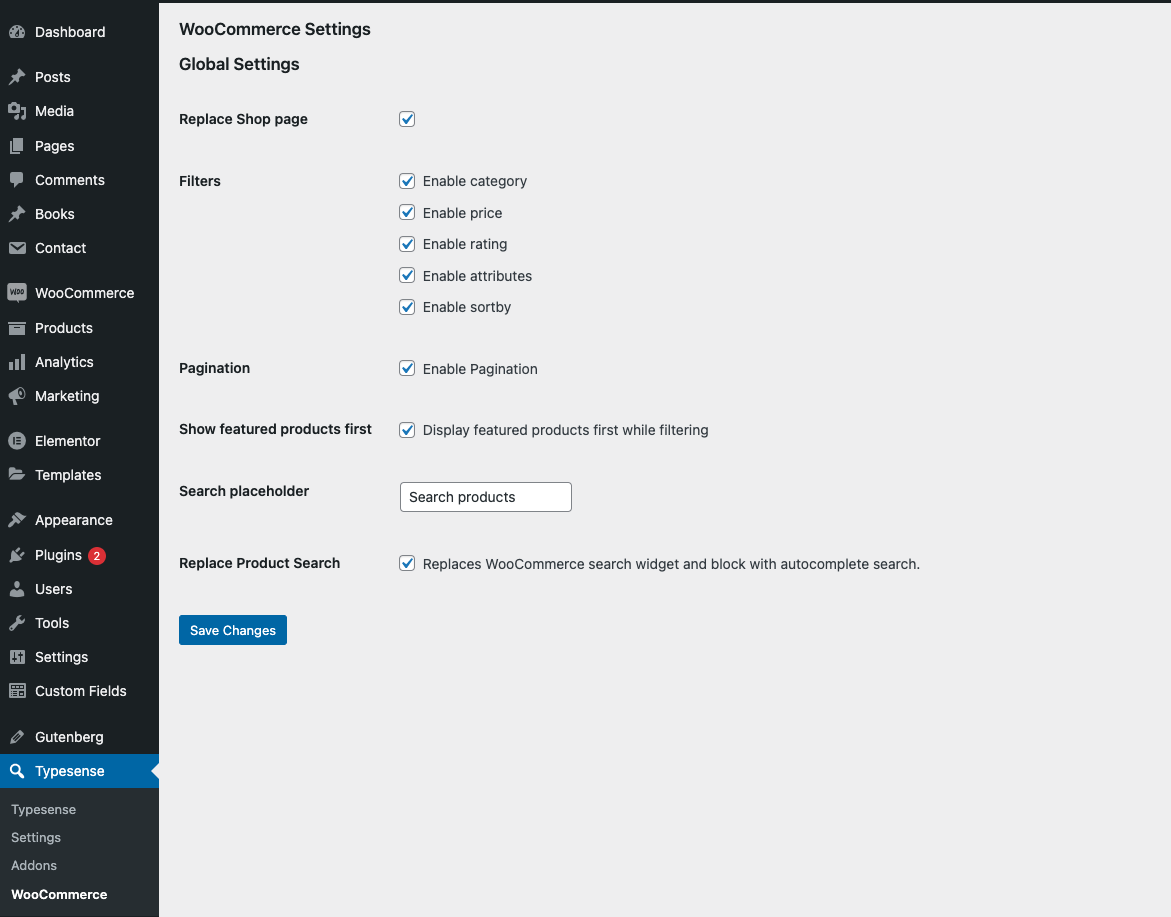 Dashboard
Posts
Media
Pages
Comments
Books
Contact
woo WooCommerce
Products
Analytics
Marketing
Elementor
Templates
Appearance
Plugins 2
Users
Tools
Settings
Custom Fields
Gutenberg
Typesense
Typesense
Settings
Addons
WooCommerce
WooCommerce Settings
Global Settings
Replace Shop page
Filters
Enable category
Enable price
Enable rating
Enable attributes
Enable sortby
Pagination
Enable Pagination
Show featured products first
Display featured products first while filtering
Search placeholder
Search products
Replace Product Search
Replaces WooCommerce search widget and block with autocomplete search.
Save Changes